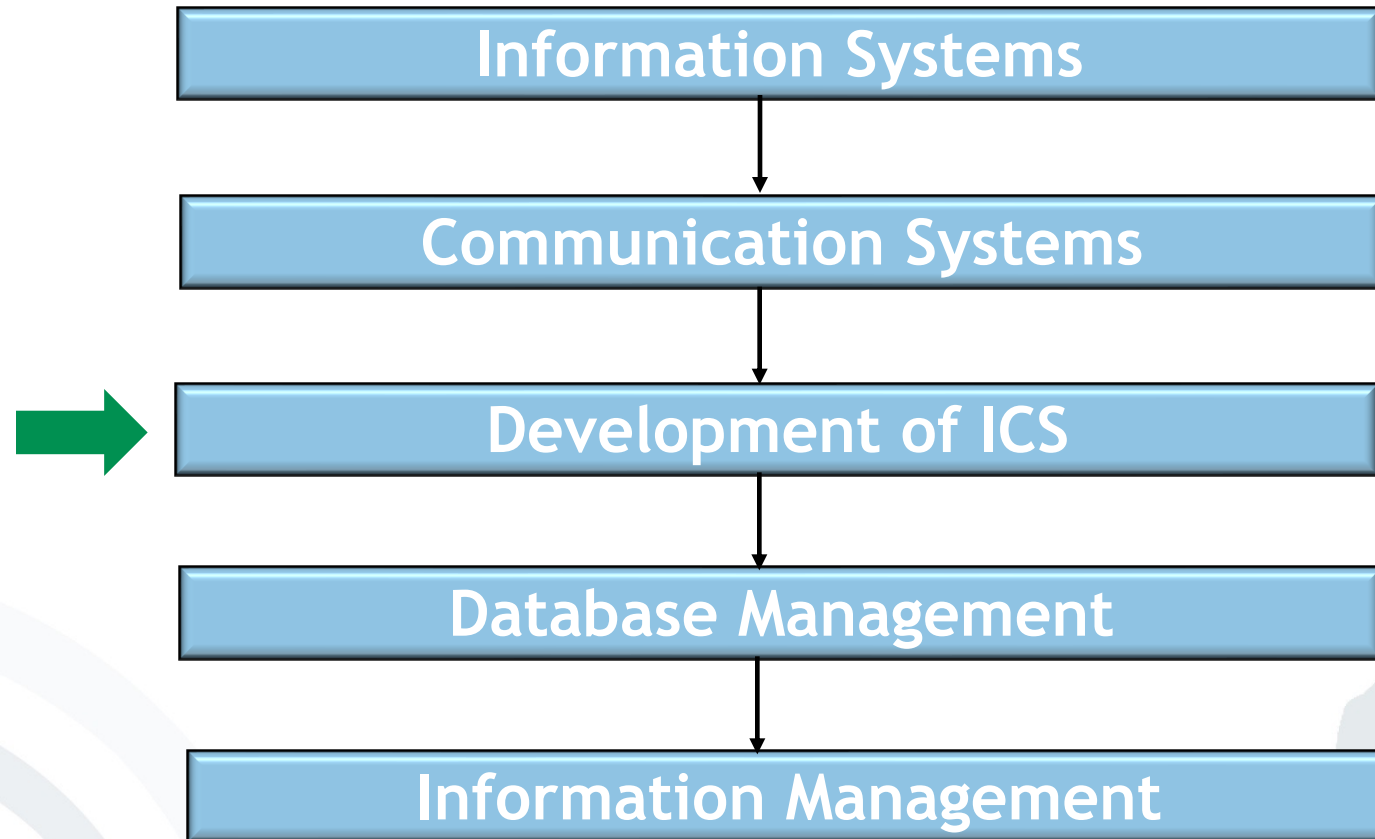 Information Systems
Communication Systems
Development of ICS
Database Management
Information Management